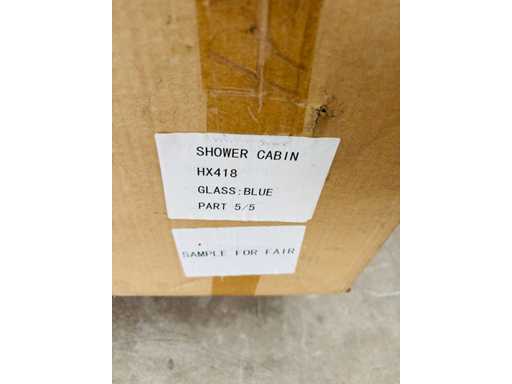 SHOWER CABIN
HX418
GLASS:BLUE
PART 5/5
SAMPLE FOR FAIR